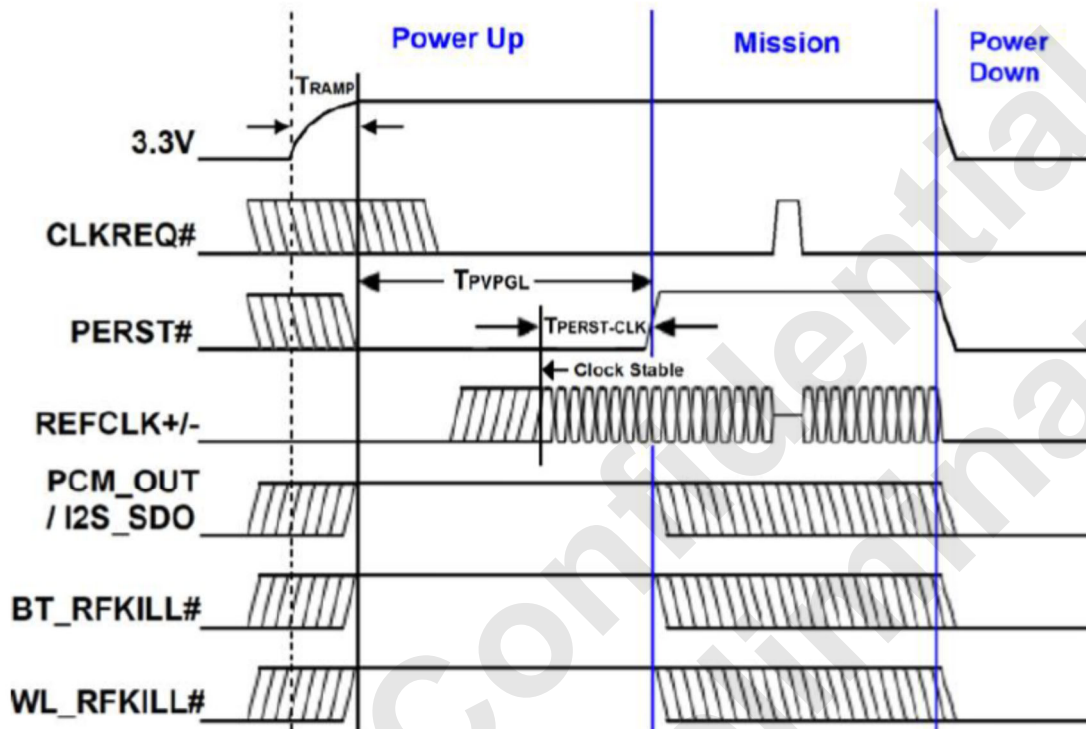 Power Up
Mission
Power
Down
TRAMP
3.3V
CLKREQ#
TPVPGL
PERST#
TPERST-CLK
Clock Stable
REFCLK+/-
PCM_OUT
/ I2S_SDO
BT_RFKILL#
WL_RFKILL#
Confidential